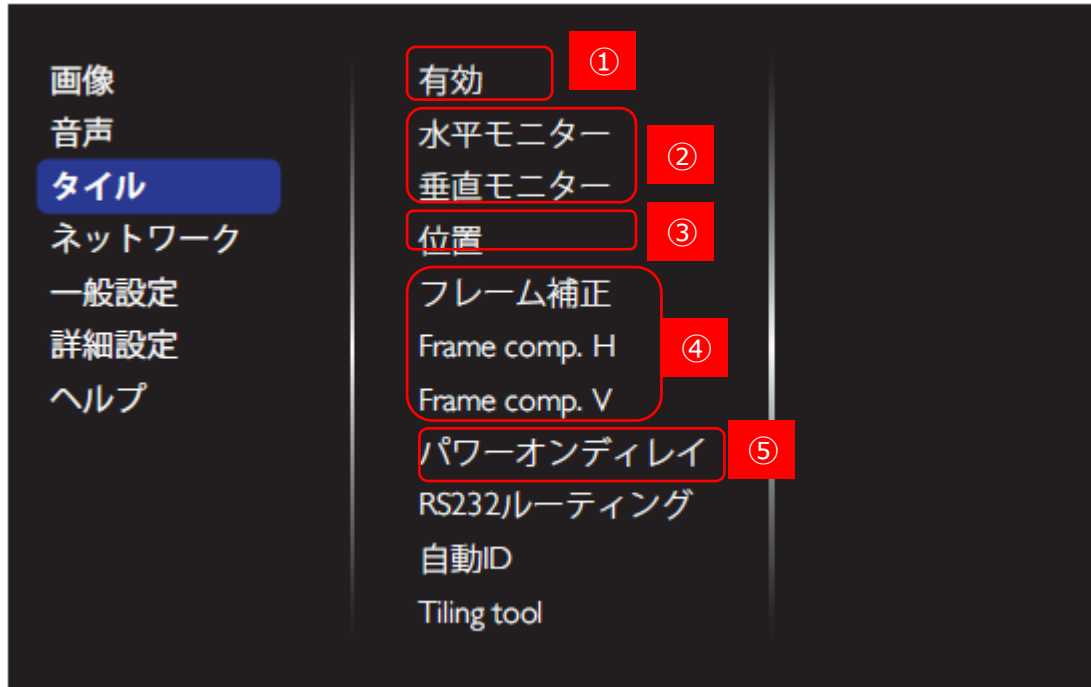 画像
音声
タイル
ネットワーク
一般設定
詳細設定
ヘルプ
有効 ①
水平モニター
②
垂直モニター
位置 ③
フレーム補正
Frame comp. H ④
Frame comp. V
パワーオンディレイ ⑤
RS232ルーティング
自動ID
Tiling tool